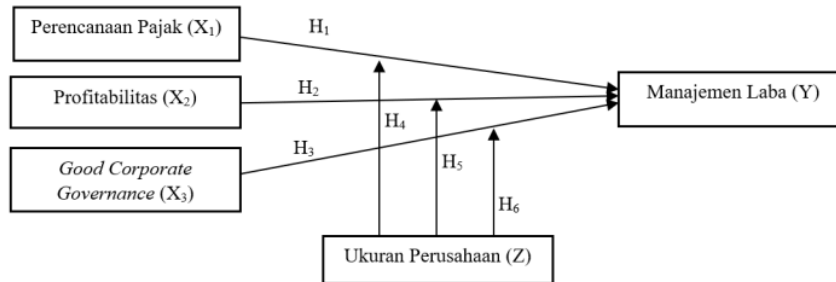 Perencanaan Pajak (X₁)
H₁
Profitabilitas (X₂)
H₂
Manajemen Laba (Y)
H₄
Good Corporate
Governance (X₃)
H₃
H₅
H₆
Ukuran Perusahaan (Z)